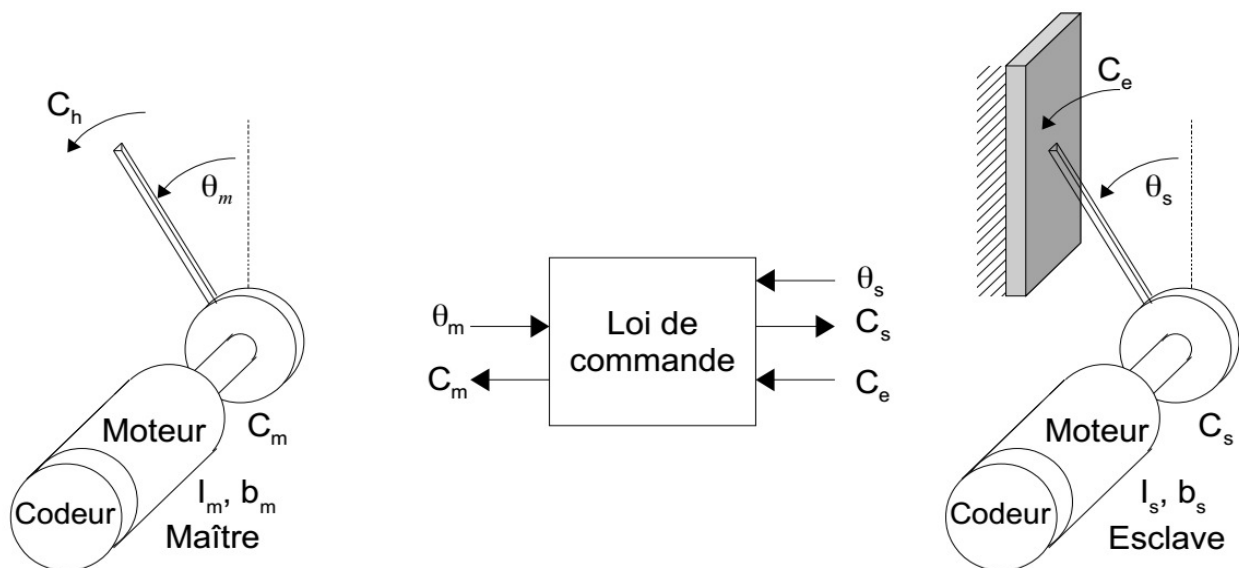 C_h
θ_m
Moteur
C_m
Codeur
I_m, b_m
Maître
θ_m
C_m
Loi de
commande
θ_s
C_s
C_e
C_e
θ_s
Moteur
C_s
Codeur
I_s, b_s
Esclave